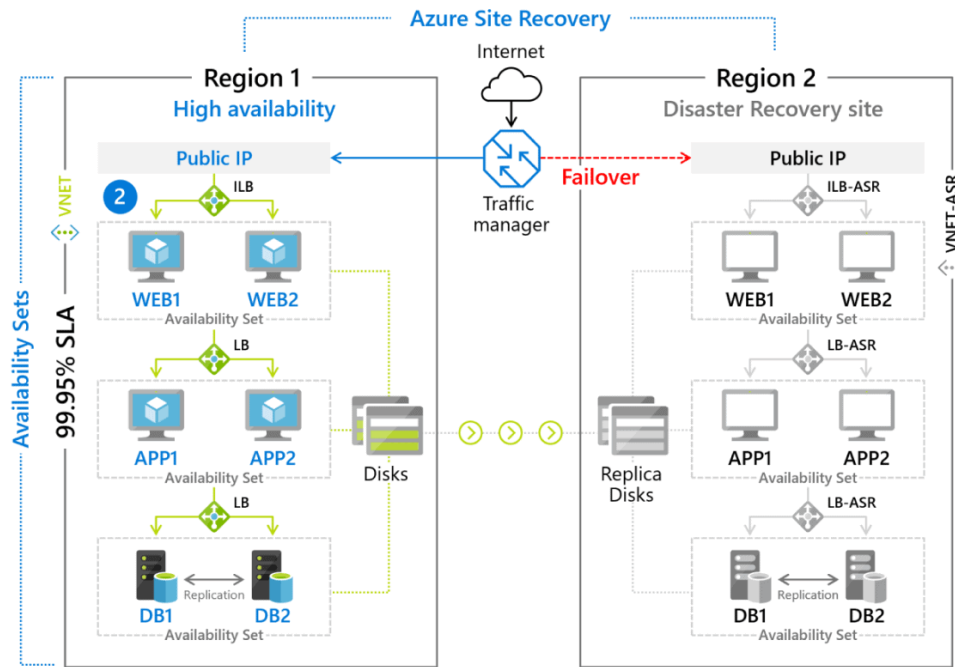 Azure Site Recovery
Internet
Region 1
High availability
Region 2
Disaster Recovery site
Public IP
Failover
Traffic
manager
Public IP
2
VNET
ILB
WEB1
WEB2
Availability Set
LB
APP1
APP2
Availability Set
LB
DB1
Replication
DB2
Availability Set
Availability Sets
99.95% SLA
Disks
Replica
Disks
ILB-ASR
VNET-ASR
WEB1
WEB2
Availability Set
LB-ASR
APP1
APP2
Availability Set
LB-ASR
DB1
Replication
DB2
Availability Set